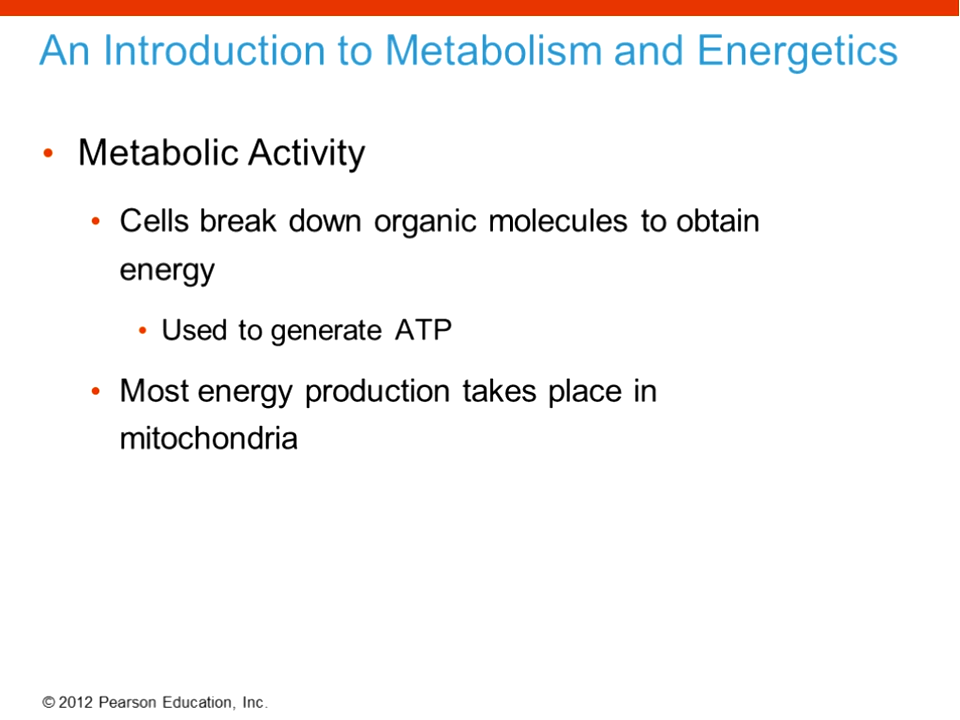 An Introduction to Metabolism and Energetics
• Metabolic Activity
• Cells break down organic molecules to obtain
energy
• Used to generate ATP
• Most energy production takes place in
mitochondria
© 2012 Pearson Education, Inc.